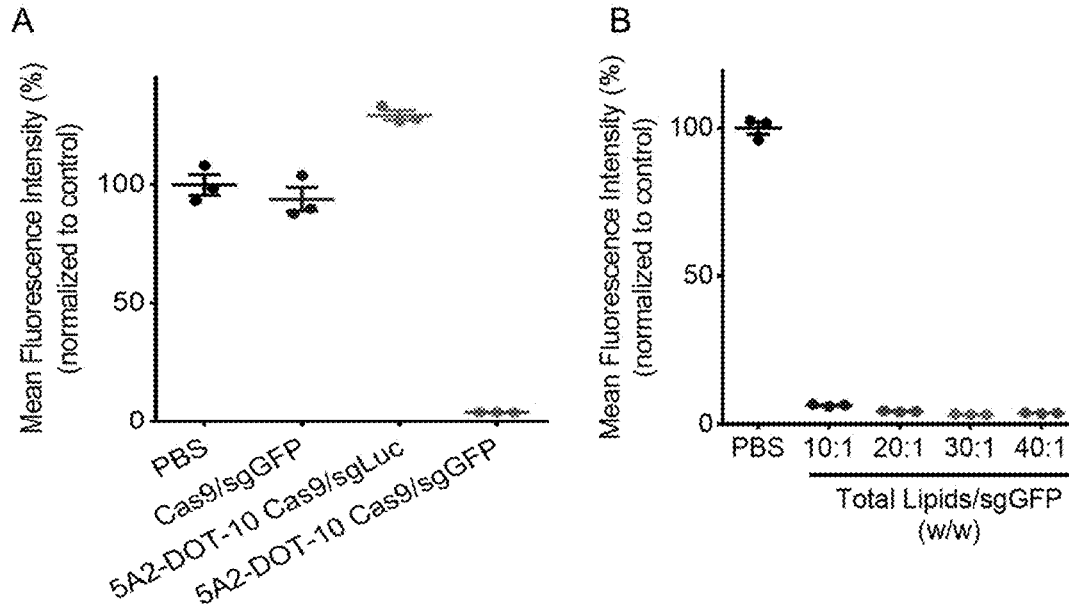 A
Mean Fluorescence Intensity (%)
(normalized to control)
100
50
0
PBS
Cas9/sgGFP
5A2-DOT-10 Cas9/sgLuc
5A2-DOT-10 Cas9/sgGFP
B
Mean Fluorescence Intensity (%)
(normalized to control)
100
50
0
PBS 10:1 20:1 30:1 40:1
Total Lipids/sgGFP
(w/w)